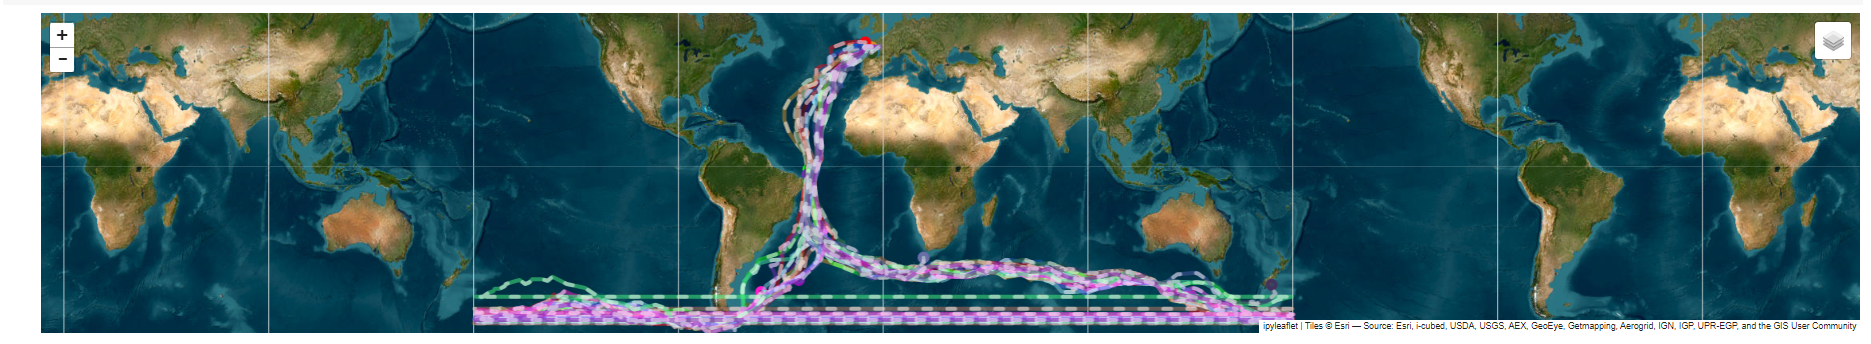 +
-
ipyleaflet | Tiles © Esri — Source: Esri, i-cubed, USDA, USGS, AEX, GeoEye, Getmapping, Aerogrid, IGN, IGP, UPR-EGP, and the GIS User Community